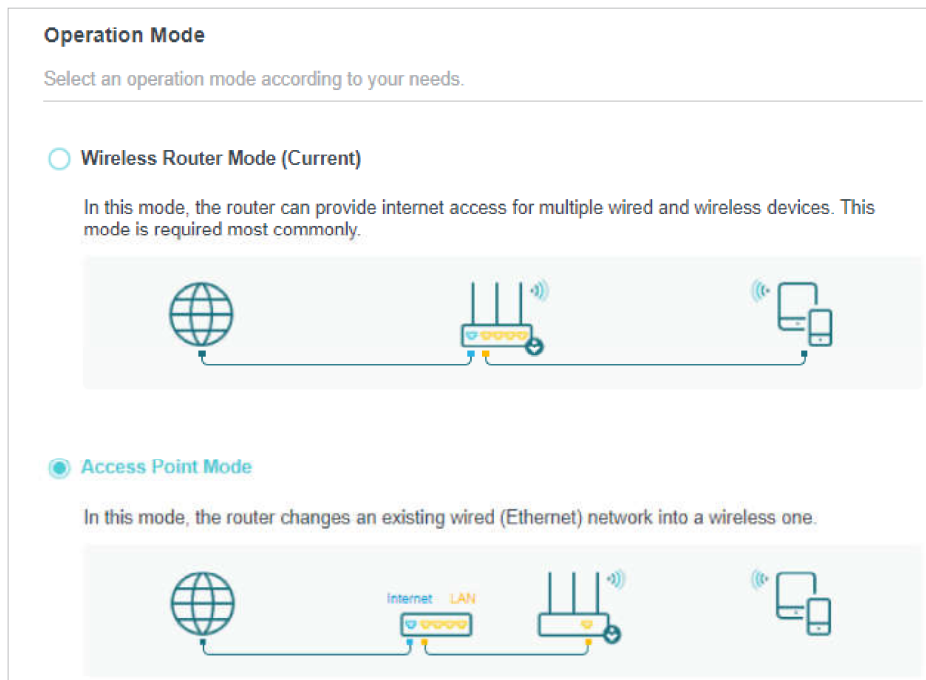 Operation Mode
Select an operation mode according to your needs.
Wireless Router Mode (Current)
In this mode, the router can provide internet access for multiple wired and wireless devices. This
mode is required most commonly.
Access Point Mode
In this mode, the router changes an existing wired (Ethernet) network into a wireless one.
Internet LAN